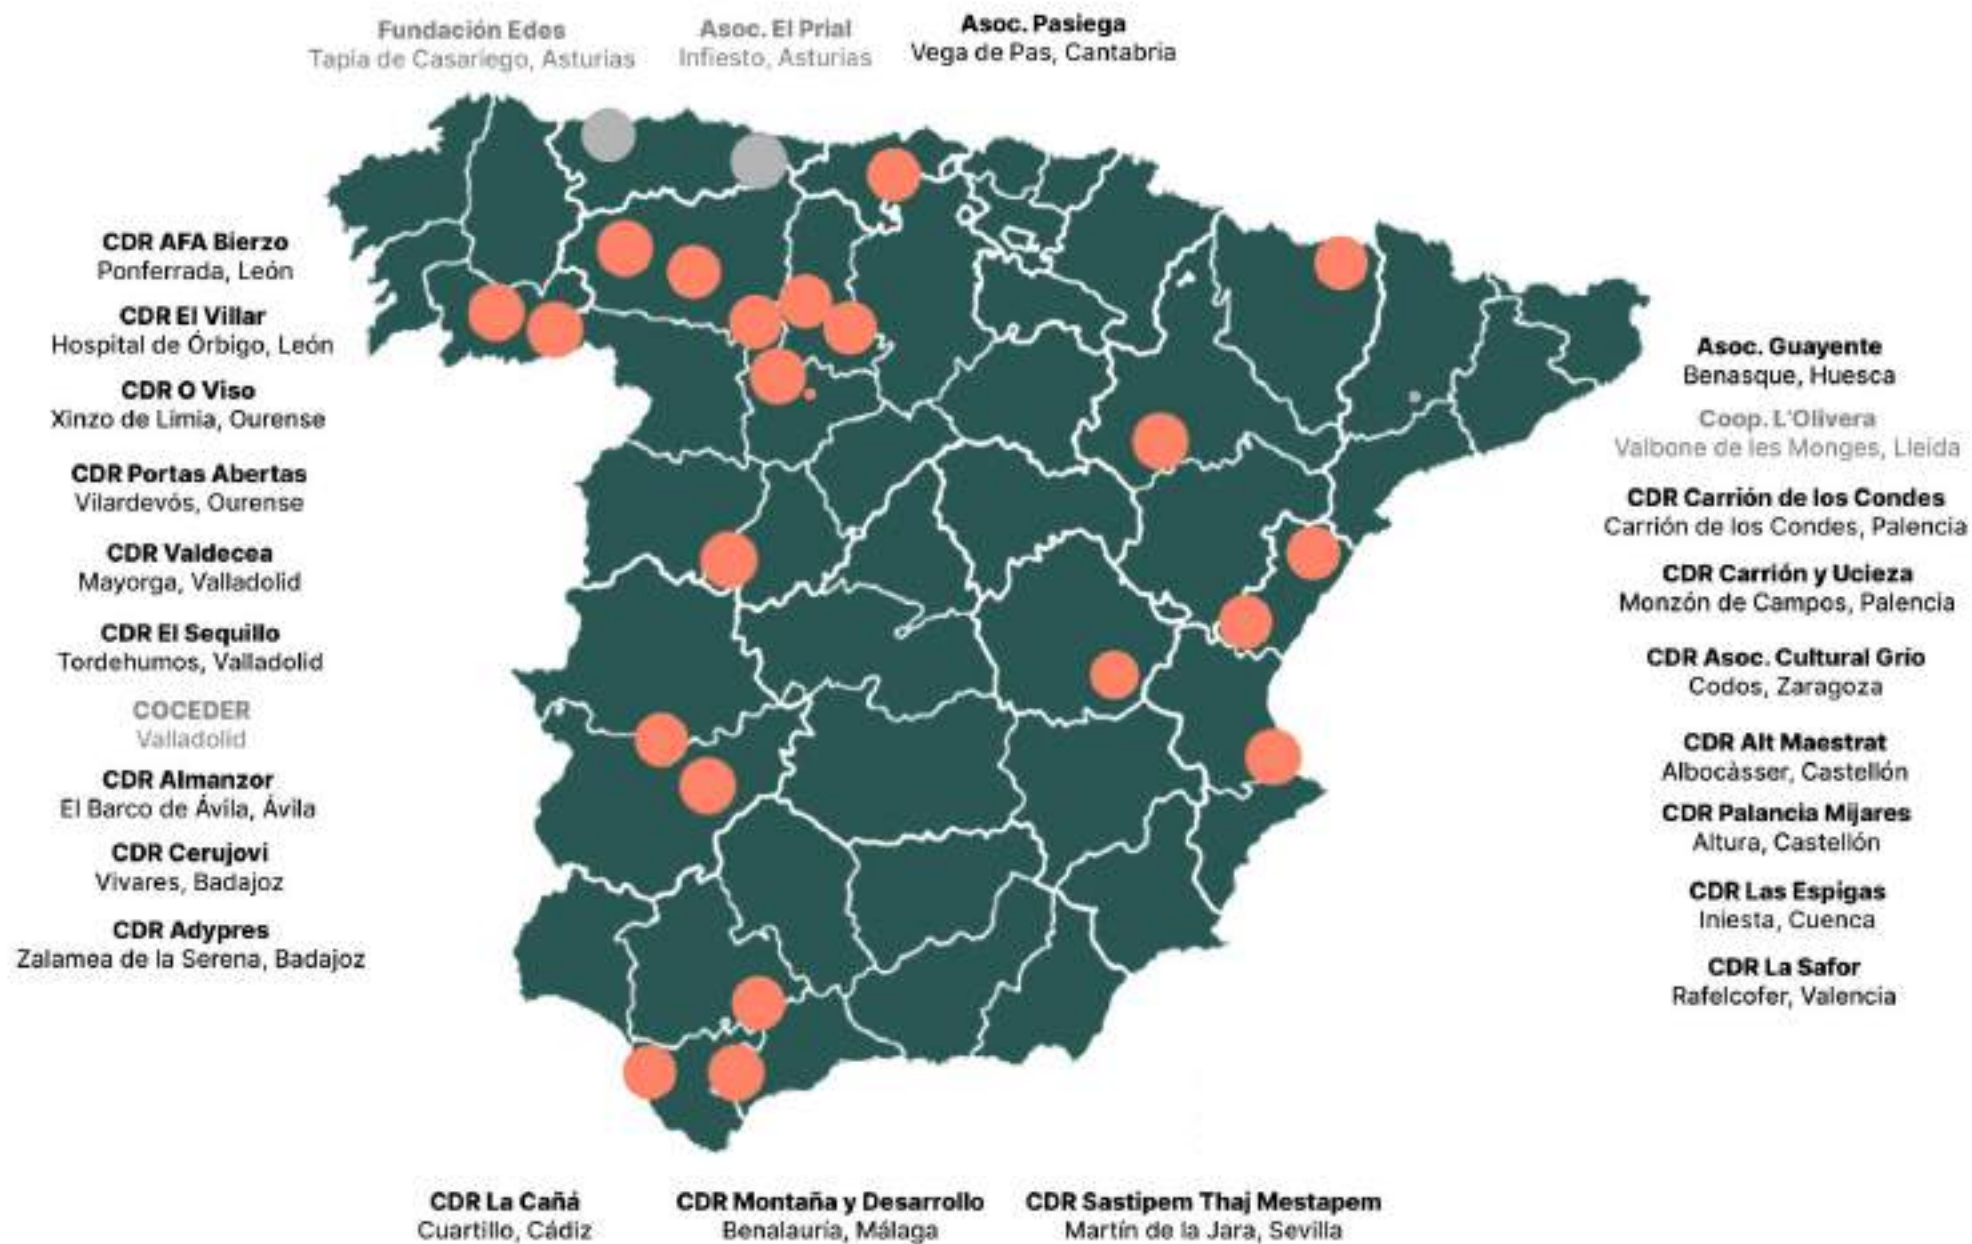 Fundación Edes
Tapia de Casariego, Asturias
Asoc. El Prial
Infiesto, Asturias
Asoc. Pasiega
Vega de Pas, Cantabria
CDR AFA Bierzo
Ponferrada, León
CDR El Villar
Hospital de Órbigo, León
CDR O Viso
Xinzo de Limia, Ourense
CDR Portas Abertas
Vilardevós, Ourense
CDR Valdecea
Mayorga, Valladolid
CDR El Sequillo
Tordehumos, Valladolid
COCEDER
Valladolid
CDR Almanzor
El Barco de Ávila, Ávila
CDR Cerujovi
Vivares, Badajoz
CDR Adypres
Zalamea de la Serena, Badajoz
Asoc. Guayente
Benasque, Huesca
Coop. L'Olivera
Valbone de les Monges, Lleida
CDR Carrión de los Condes
Carrión de los Condes, Palencia
CDR Carrión y Ucieza
Monzón de Campos, Palencia
CDR Asoc. Cultural Grío
Codos, Zaragoza
CDR Alt Maestrat
Albocàsser, Castellón
CDR Palancia Mijares
Altura, Castellón
CDR Las Espigas
Iniesta, Cuenca
CDR La Safor
Rafelcofer, Valencia
CDR La Cañá
Cuartillo, Cádiz
CDR Montaña y Desarrollo
Benalauría, Málaga
CDR Sastipem Thaj Mestapem
Martín de la Jara, Sevilla